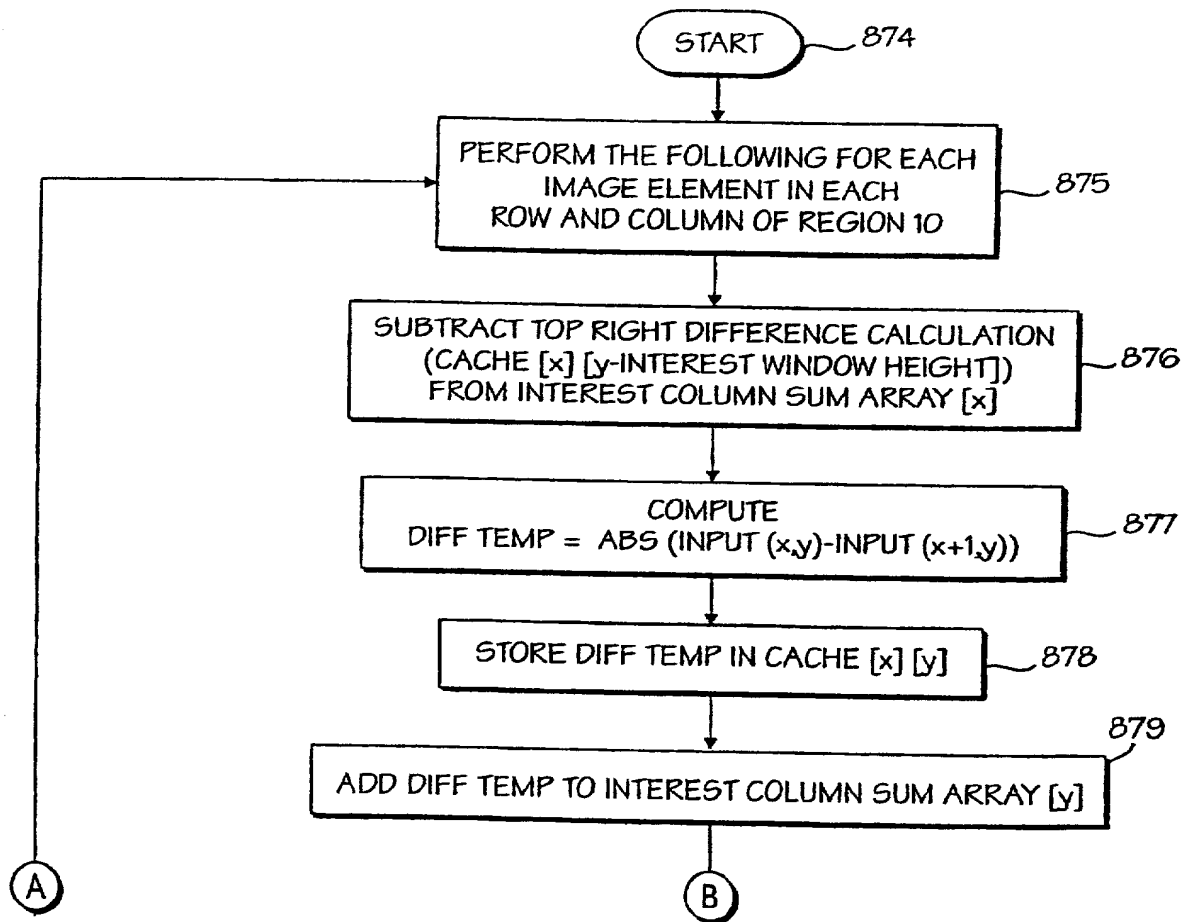 START
874
PERFORM THE FOLLOWING FOR EACH
IMAGE ELEMENT IN EACH
ROW AND COLUMN OF REGION 10
875
SUBTRACT TOP RIGHT DIFFERENCE CALCULATION
(CACHE [x] [y-INTEREST WINDOW HEIGHT])
FROM INTEREST COLUMN SUM ARRAY [x]
876
COMPUTE
DIFF TEMP = ABS (INPUT (x,y)-INPUT (x+1,y))
877
STORE DIFF TEMP IN CACHE [x] [y]
878
879
ADD DIFF TEMP TO INTEREST COLUMN SUM ARRAY [y]
A
B